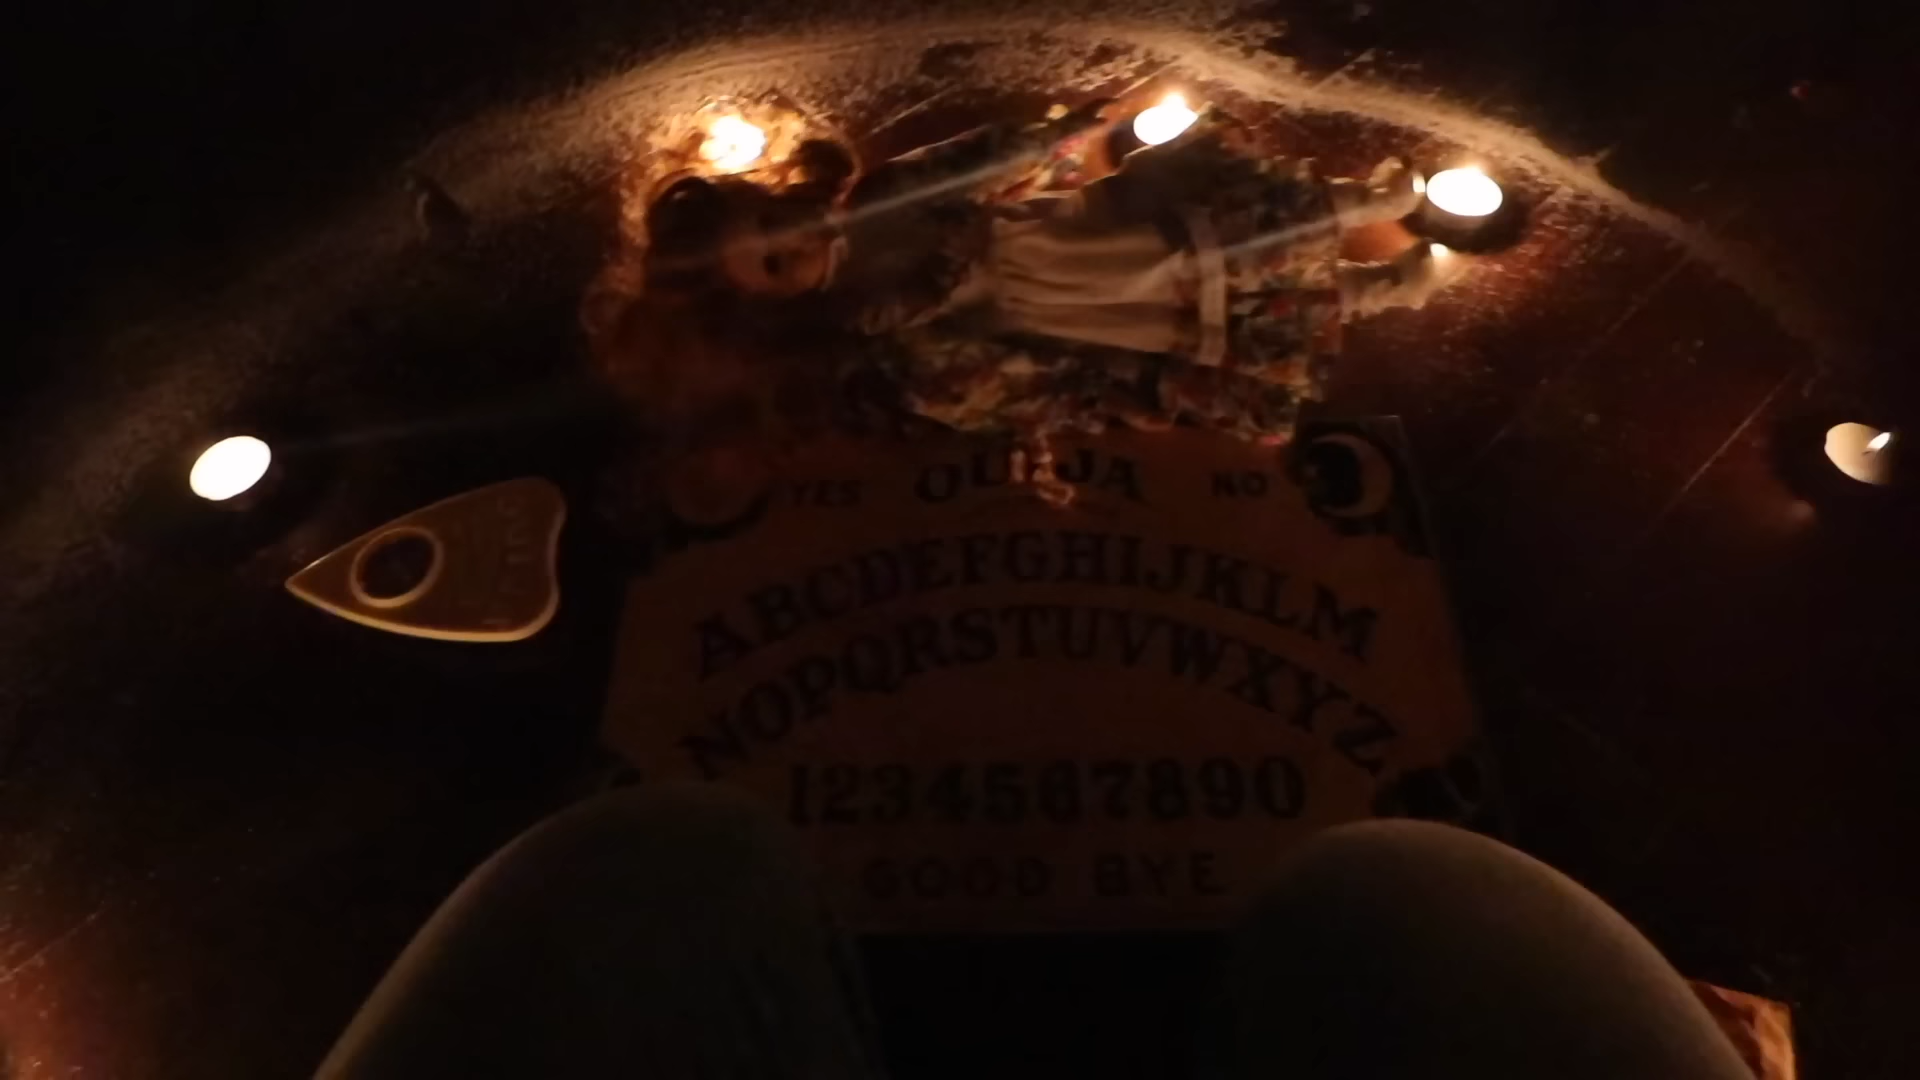 YES OUIJA NO
ABCDEFGHIJKLM
NOPQRSTUVWXYZ
1234567890
GOOD BYE